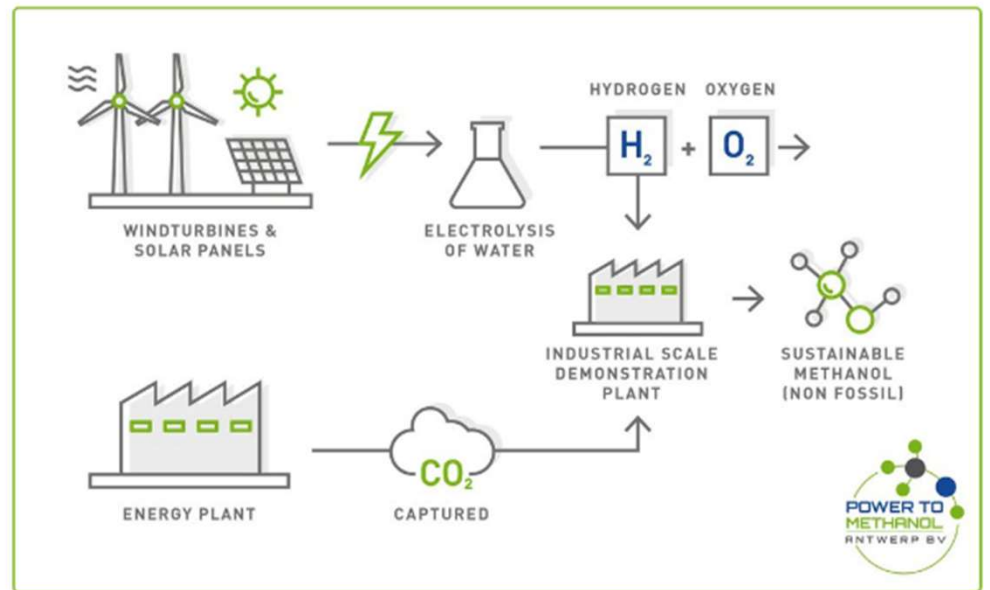 HYDROGEN OXYGEN
H₂ + O₂
WINDTURBINES &
SOLAR PANELS
ELECTROLYSIS
OF WATER
INDUSTRIAL SCALE
DEMONSTRATION
PLANT
SUSTAINABLE
METHANOL
(NON FOSSIL)
CO₂
ENERGY PLANT
CAPTURED
POWER TO
METHANOL
ANTWERP BV